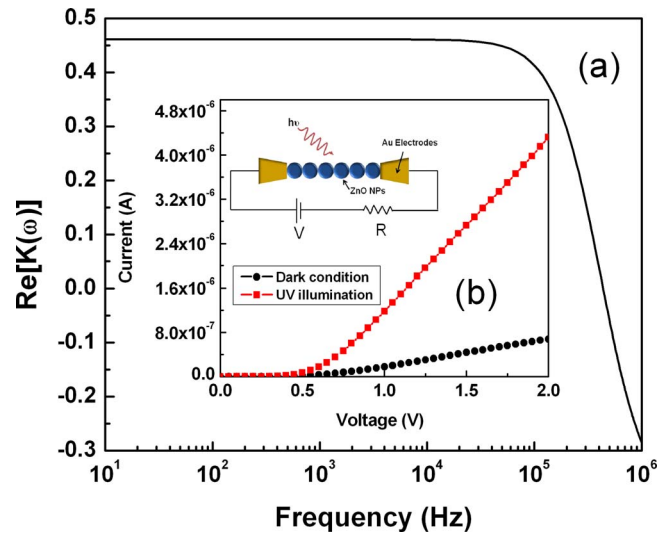 0.5
0.4
0.3
0.2
0.1
0.0
-0.1
-0.2
-0.3
Re[K(ω)]
10¹
10²
10³
10⁴
10⁵
10⁶
Frequency (Hz)
(a)
4.8x10⁻⁶
4.0x10⁻⁶
3.2x10⁻⁶
2.4x10⁻⁶
1.6x10⁻⁶
8.0x10⁻⁷
0.0
Current (A)
hν
Au Electrodes
ZnO NPs
V
R
Dark condition
UV illumination
(b)
0.0
0.5
1.0
1.5
2.0
Voltage (V)